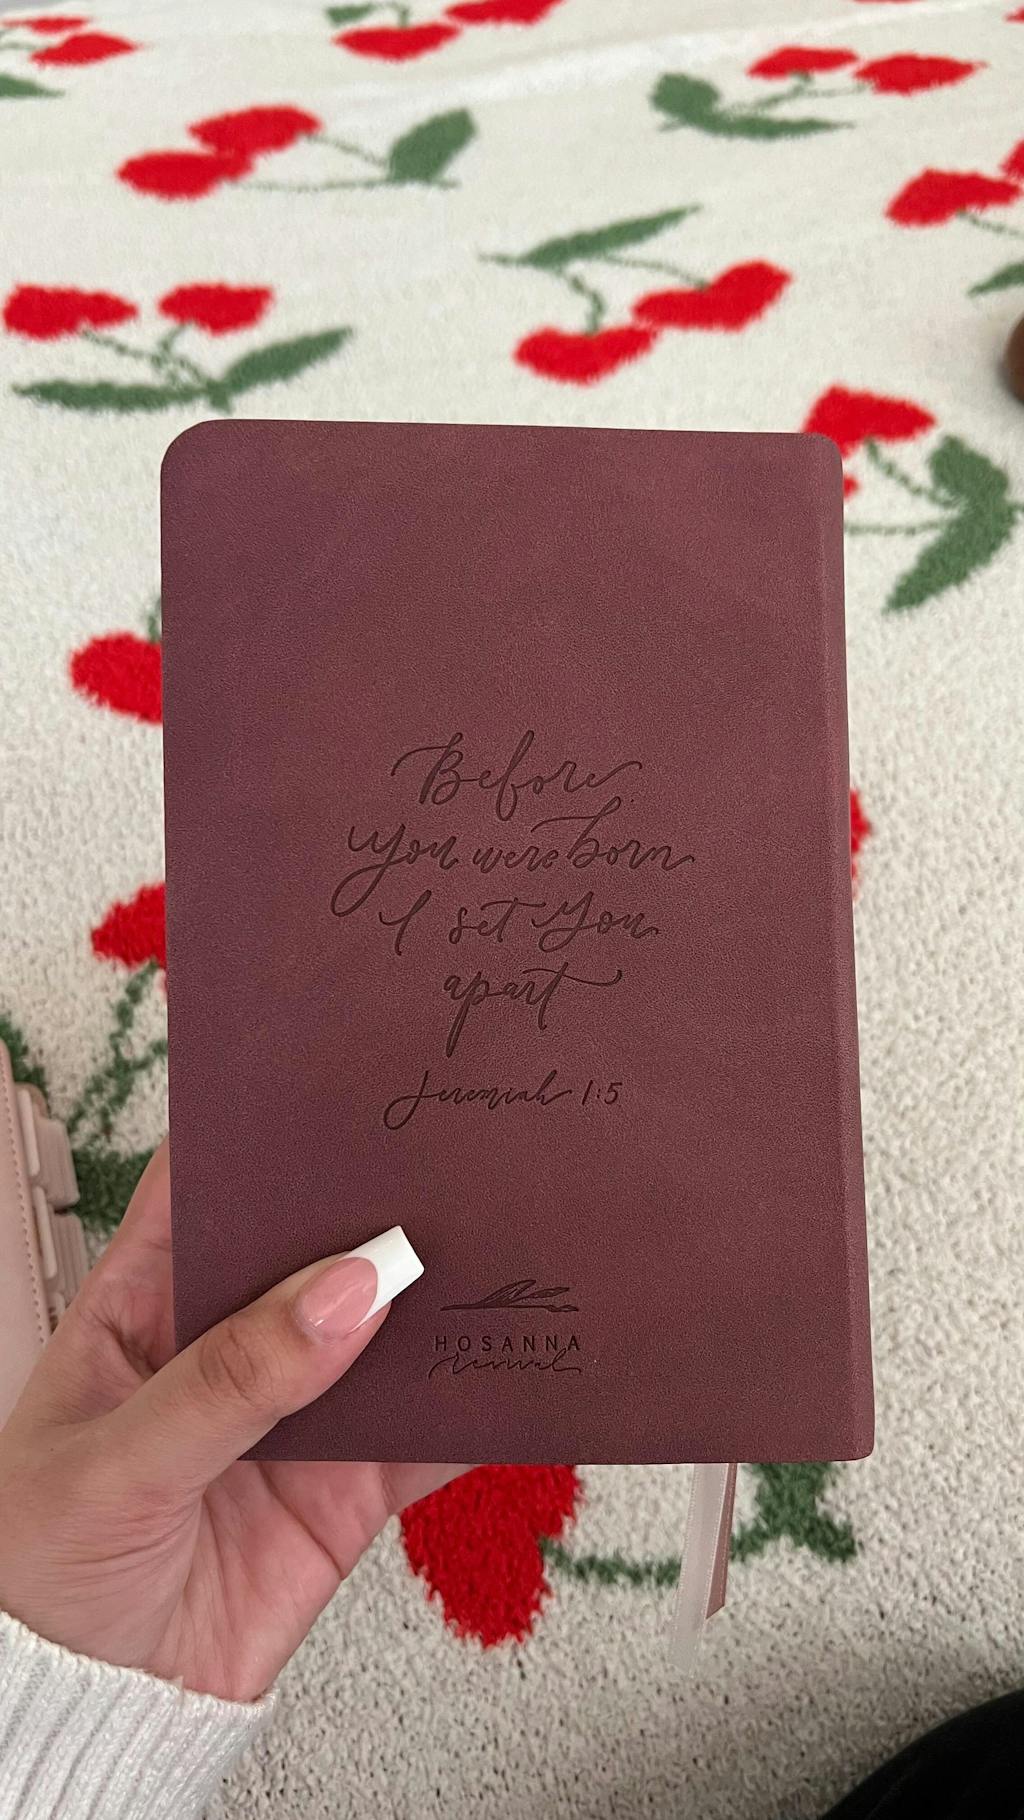 Before
you were born
I set you
apart
Jeremiah 1:5
HOSANNA
revival